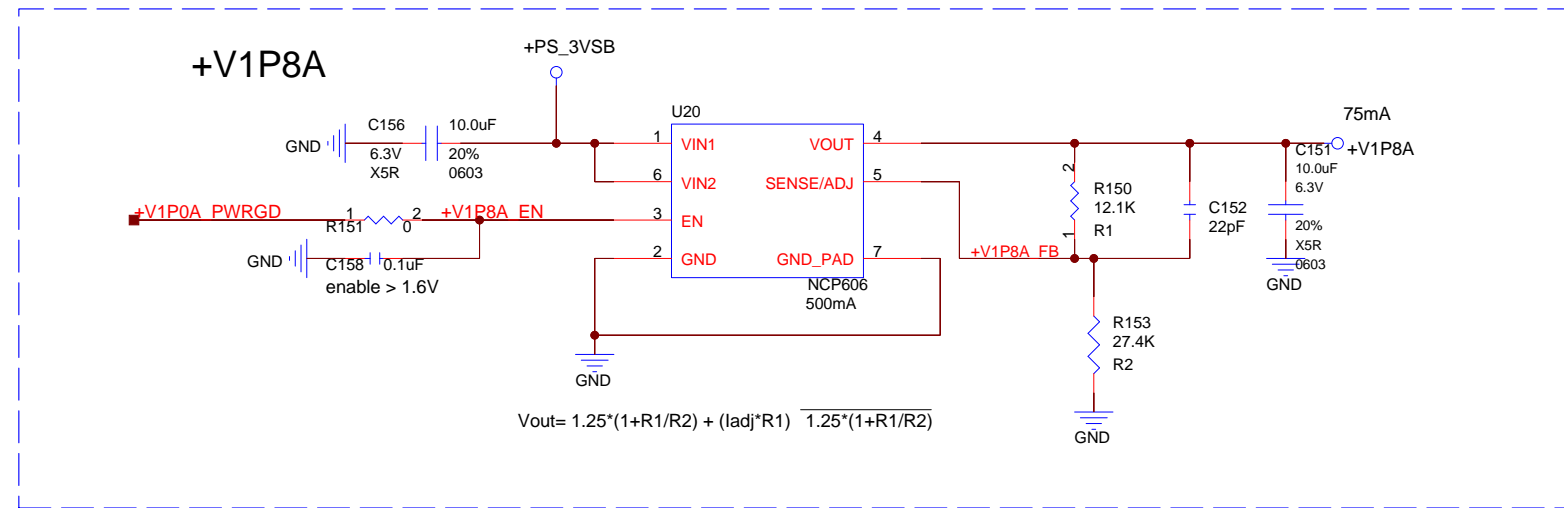 +V1P8A
+PS_3VSB
U20
75mA
C156
10.0uF
GND
6.3V
20%
X5R
0603
1
VIN1
VOUT
4
6
VIN2
SENSE/ADJ
5
3
EN
2
GND
GND_PAD
7
NCP606
500mA
+V1P0A_PWRGD
1
2
+V1P8A_EN
R151
0
GND
C158
0.1uF
enable > 1.6V
2
R150
12.1K
1
R1
C152
22pF
C151
+V1P8A
10.0uF
6.3V
20%
X5R
0603
GND
+V1P8A_FB
R153
27.4K
R2
GND
GND
Vout= 1.25*(1+R1/R2) + (Iadj*R1) 1.25*(1+R1/R2)